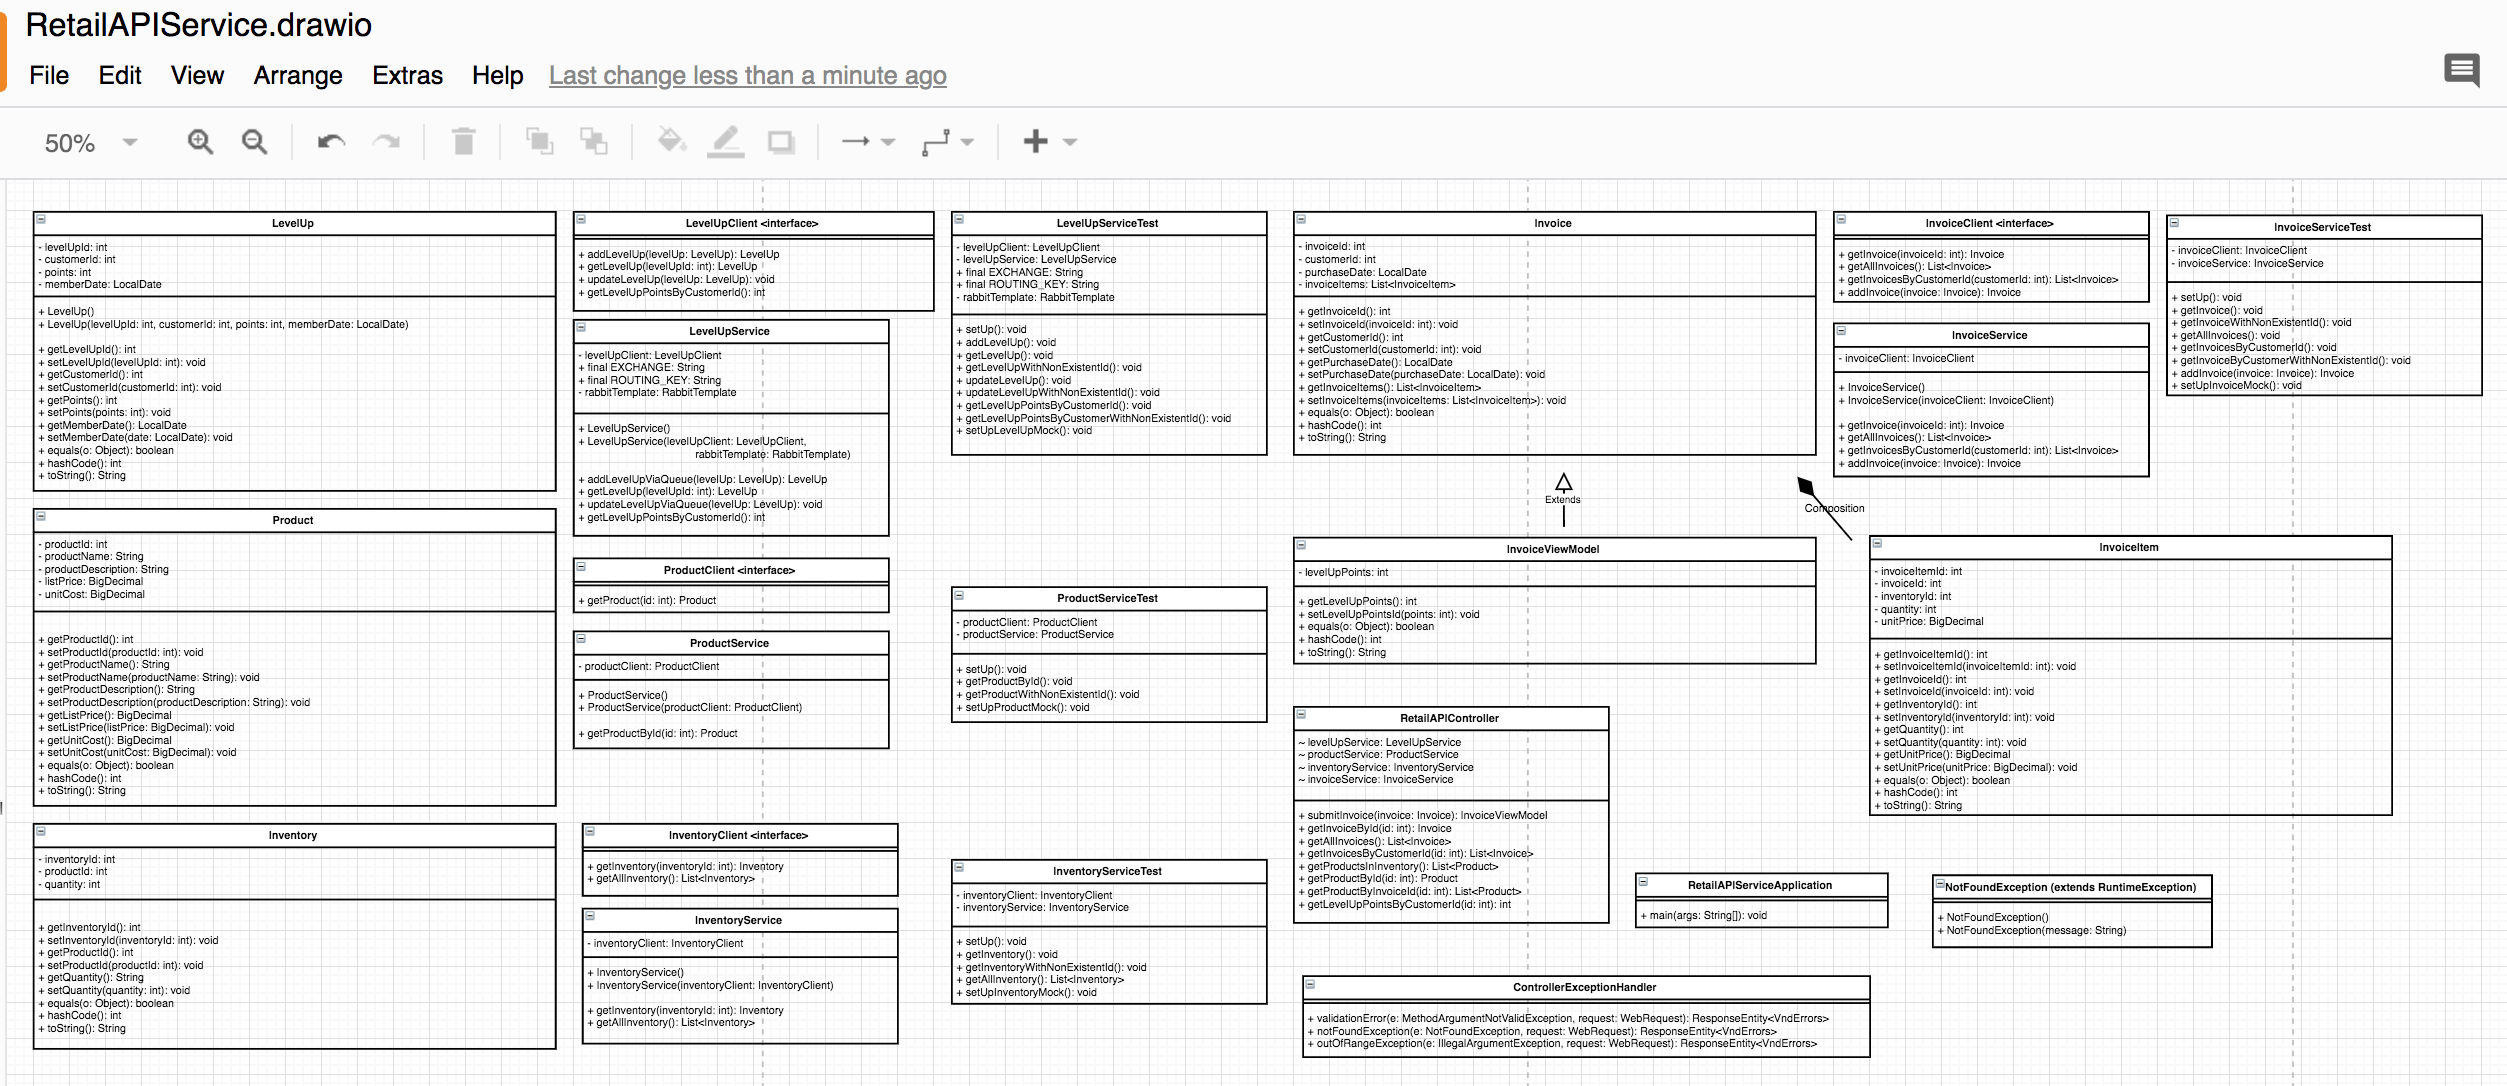 RetailAPIService.drawio
File Edit View Arrange Extras Help Last change less than a minute ago
50%
LevelUp
- levelUpId: int
- customerId: int
- points: int
- memberDate: LocalDate
+ LevelUp()
+ LevelUp(levelUpId: int, customerId: int, points: int, memberDate: LocalDate)
+ getLevelUpId(): int
+ setLevelUpId(levelUpId: int): void
+ getCustomerId(): int
+ setCustomerId(customerId: int): void
+ getPoints(): int
+ setPoints(points: int): void
+ getMemberDate(): LocalDate
+ setMemberDate(date: LocalDate): void
+ equals(o: Object): boolean
+ hashCode(): int
+ toString(): String
Product
- productId: int
- productName: String
- productDescription: String
- listPrice: BigDecimal
- unitCost: BigDecimal
+ getProductId(): int
+ setProductId(productId: int): void
+ getProductName(): String
+ setProductName(productName: String): void
+ getProductDescription(): String
+ setProductDescription(productDescription: String): void
+ getListPrice(): BigDecimal
+ setListPrice(listPrice: BigDecimal): void
+ getUnitCost(): BigDecimal
+ setUnitCost(unitCost: BigDecimal): void
+ equals(o: Object): boolean
+ hashCode(): int
+ toString(): String
Inventory
- inventoryId: int
- productId: int
- quantity: int
+ getInventoryId(): int
+ setInventoryId(inventoryId: int): void
+ getProductId(): int
+ setProductId(productId: int): void
+ getQuantity(): String
+ setQuantity(quantity: int): void
+ equals(o: Object): boolean
+ hashCode(): int
+ toString(): String
LevelUpClient <interface>
+ addLevelUp(levelUp: LevelUp): LevelUp
+ getLevelUp(levelUpId: int): LevelUp
+ updateLevelUp(levelUp: LevelUp): void
+ getLevelUpPointsByCustomerId(): int
LevelUpService
- levelUpClient: LevelUpClient
+ final EXCHANGE: String
+ final ROUTING_KEY: String
- rabbitTemplate: RabbitTemplate
+ LevelUpService()
+ LevelUpService(levelUpClient: LevelUpClient,
rabbitTemplate: RabbitTemplate)
+ addLevelUpViaQueue(levelUp: LevelUp): LevelUp
+ getLevelUp(levelUpId: int): LevelUp
+ updateLevelUpViaQueue(levelUp: LevelUp): void
+ getLevelUpPointsByCustomerId(): int
ProductClient <interface>
+ getProduct(id: int): Product
ProductService
- productClient: ProductClient
+ ProductService()
+ ProductService(productClient: ProductClient)
+ getProductById(id: int): Product
InventoryClient <interface>
+ getInventory(inventoryId: int): Inventory
+ getAllInventory(): List<Inventory>
InventoryService
- inventoryClient: InventoryClient
+ InventoryService()
+ InventoryService(inventoryClient: InventoryClient)
+ getInventory(inventoryId: int): Inventory
+ getAllInventory(): List<Inventory>
LevelUpServiceTest
- levelUpClient: LevelUpClient
- levelUpService: LevelUpService
+ final EXCHANGE: String
+ final ROUTING_KEY: String
- rabbitTemplate: RabbitTemplate
+ setUp(): void
+ addLevelUp(): void
+ getLevelUp(): void
+ getLevelUpWithNonExistentId(): void
+ updateLevelUp(): void
+ updateLevelUpWithNonExistentId(): void
+ getLevelUpPointsByCustomerId(): void
+ getLevelUpPointsByCustomerWithNonExistentId(): void
+ setUpLevelUpMock(): void
ProductServiceTest
- productClient: ProductClient
- productService: ProductService
+ setUp(): void
+ getProductById(): void
+ getProductWithNonExistentId(): void
+ setUpProductMock(): void
InventoryServiceTest
- inventoryClient: InventoryClient
- inventoryService: InventoryService
+ setUp(): void
+ getInventory(): void
+ getInventoryWithNonExistentId(): void
+ getAllInventory(): List<Inventory>
+ setUpInventoryMock(): void
Invoice
- invoiceId: int
- customerId: int
- purchaseDate: LocalDate
- invoiceItems: List<InvoiceItem>
+ getInvoiceId(): int
+ setInvoiceId(invoiceId: int): void
+ getCustomerId(): int
+ setCustomerId(customerId: int): void
+ getPurchaseDate(): LocalDate
+ setPurchaseDate(purchaseDate: LocalDate): void
+ getInvoiceItems(): List<InvoiceItem>
+ setInvoiceItems(invoiceItems: List<InvoiceItem>): void
+ equals(o: Object): boolean
+ hashCode(): int
+ toString(): String
Extends
Composition
InvoiceViewModel
- levelUpPoints: int
+ getLevelUpPoints(): int
+ setLevelUpPointsId(points: int): void
+ equals(o: Object): boolean
+ hashCode(): int
+ toString(): String
RetailAPIController
~ levelUpService: LevelUpService
~ productService: ProductService
~ inventoryService: InventoryService
~ invoiceService: InvoiceService
+ submitInvoice(invoice: Invoice): InvoiceViewModel
+ getInvoiceById(id: int): Invoice
+ getAllInvoices(): List<Invoice>
+ getInvoicesByCustomerId(id: int): List<Invoice>
+ getProductsInInventory(): List<Product>
+ getProductById(id: int): Product
+ getProductByInvoiceId(id: int): List<Product>
+ getLevelUpPointsByCustomerId(id: int): int
InvoiceClient <interface>
+ getInvoice(invoiceId: int): Invoice
+ getAllInvoices(): List<Invoice>
+ getInvoicesByCustomerId(customerId: int): List<Invoice>
+ addInvoice(invoice: Invoice): Invoice
InvoiceService
- invoiceClient: InvoiceClient
+ InvoiceService()
+ InvoiceService(invoiceClient: InvoiceClient)
+ getInvoice(invoiceId: int): Invoice
+ getAllInvoices(): List<Invoice>
+ getInvoicesByCustomerId(customerId: int): List<Invoice>
+ addInvoice(invoice: Invoice): Invoice
InvoiceServiceTest
- invoiceClient: InvoiceClient
- invoiceService: InvoiceService
+ setUp(): void
+ getInvoice(): void
+ getInvoiceWithNonExistentId(): void
+ getAllInvoices(): void
+ getInvoicesByCustomerId(): void
+ getInvoiceByCustomerWithNonExistentId(): void
+ addInvoice(invoice: Invoice): Invoice
+ setUpInvoiceMock(): void
InvoiceItem
- invoiceItemId: int
- invoiceId: int
- inventoryId: int
- quantity: int
- unitPrice: BigDecimal
+ getInvoiceItemId(): int
+ setInvoiceItemId(invoiceItemId: int): void
+ getInvoiceId(): int
+ setInvoiceId(invoiceId: int): void
+ getInventoryId(): int
+ setInventoryId(inventoryId: int): void
+ getQuantity(): int
+ setQuantity(quantity: int): void
+ getUnitPrice(): BigDecimal
+ setUnitPrice(unitPrice: BigDecimal): void
+ equals(o: Object): boolean
+ hashCode(): int
+ toString(): String
RetailAPIServiceApplication
+ main(args: String[]): void
NotFoundException (extends RuntimeException)
+ NotFoundException()
+ NotFoundException(message: String)
ControllerExceptionHandler
+ validationError(e: MethodArgumentNotValidException, request: WebRequest): ResponseEntity<VndErrors>
+ notFoundException(e: NotFoundException, request: WebRequest): ResponseEntity<VndErrors>
+ outOfRangeException(e: IllegalArgumentException, request: WebRequest): ResponseEntity<VndErrors>